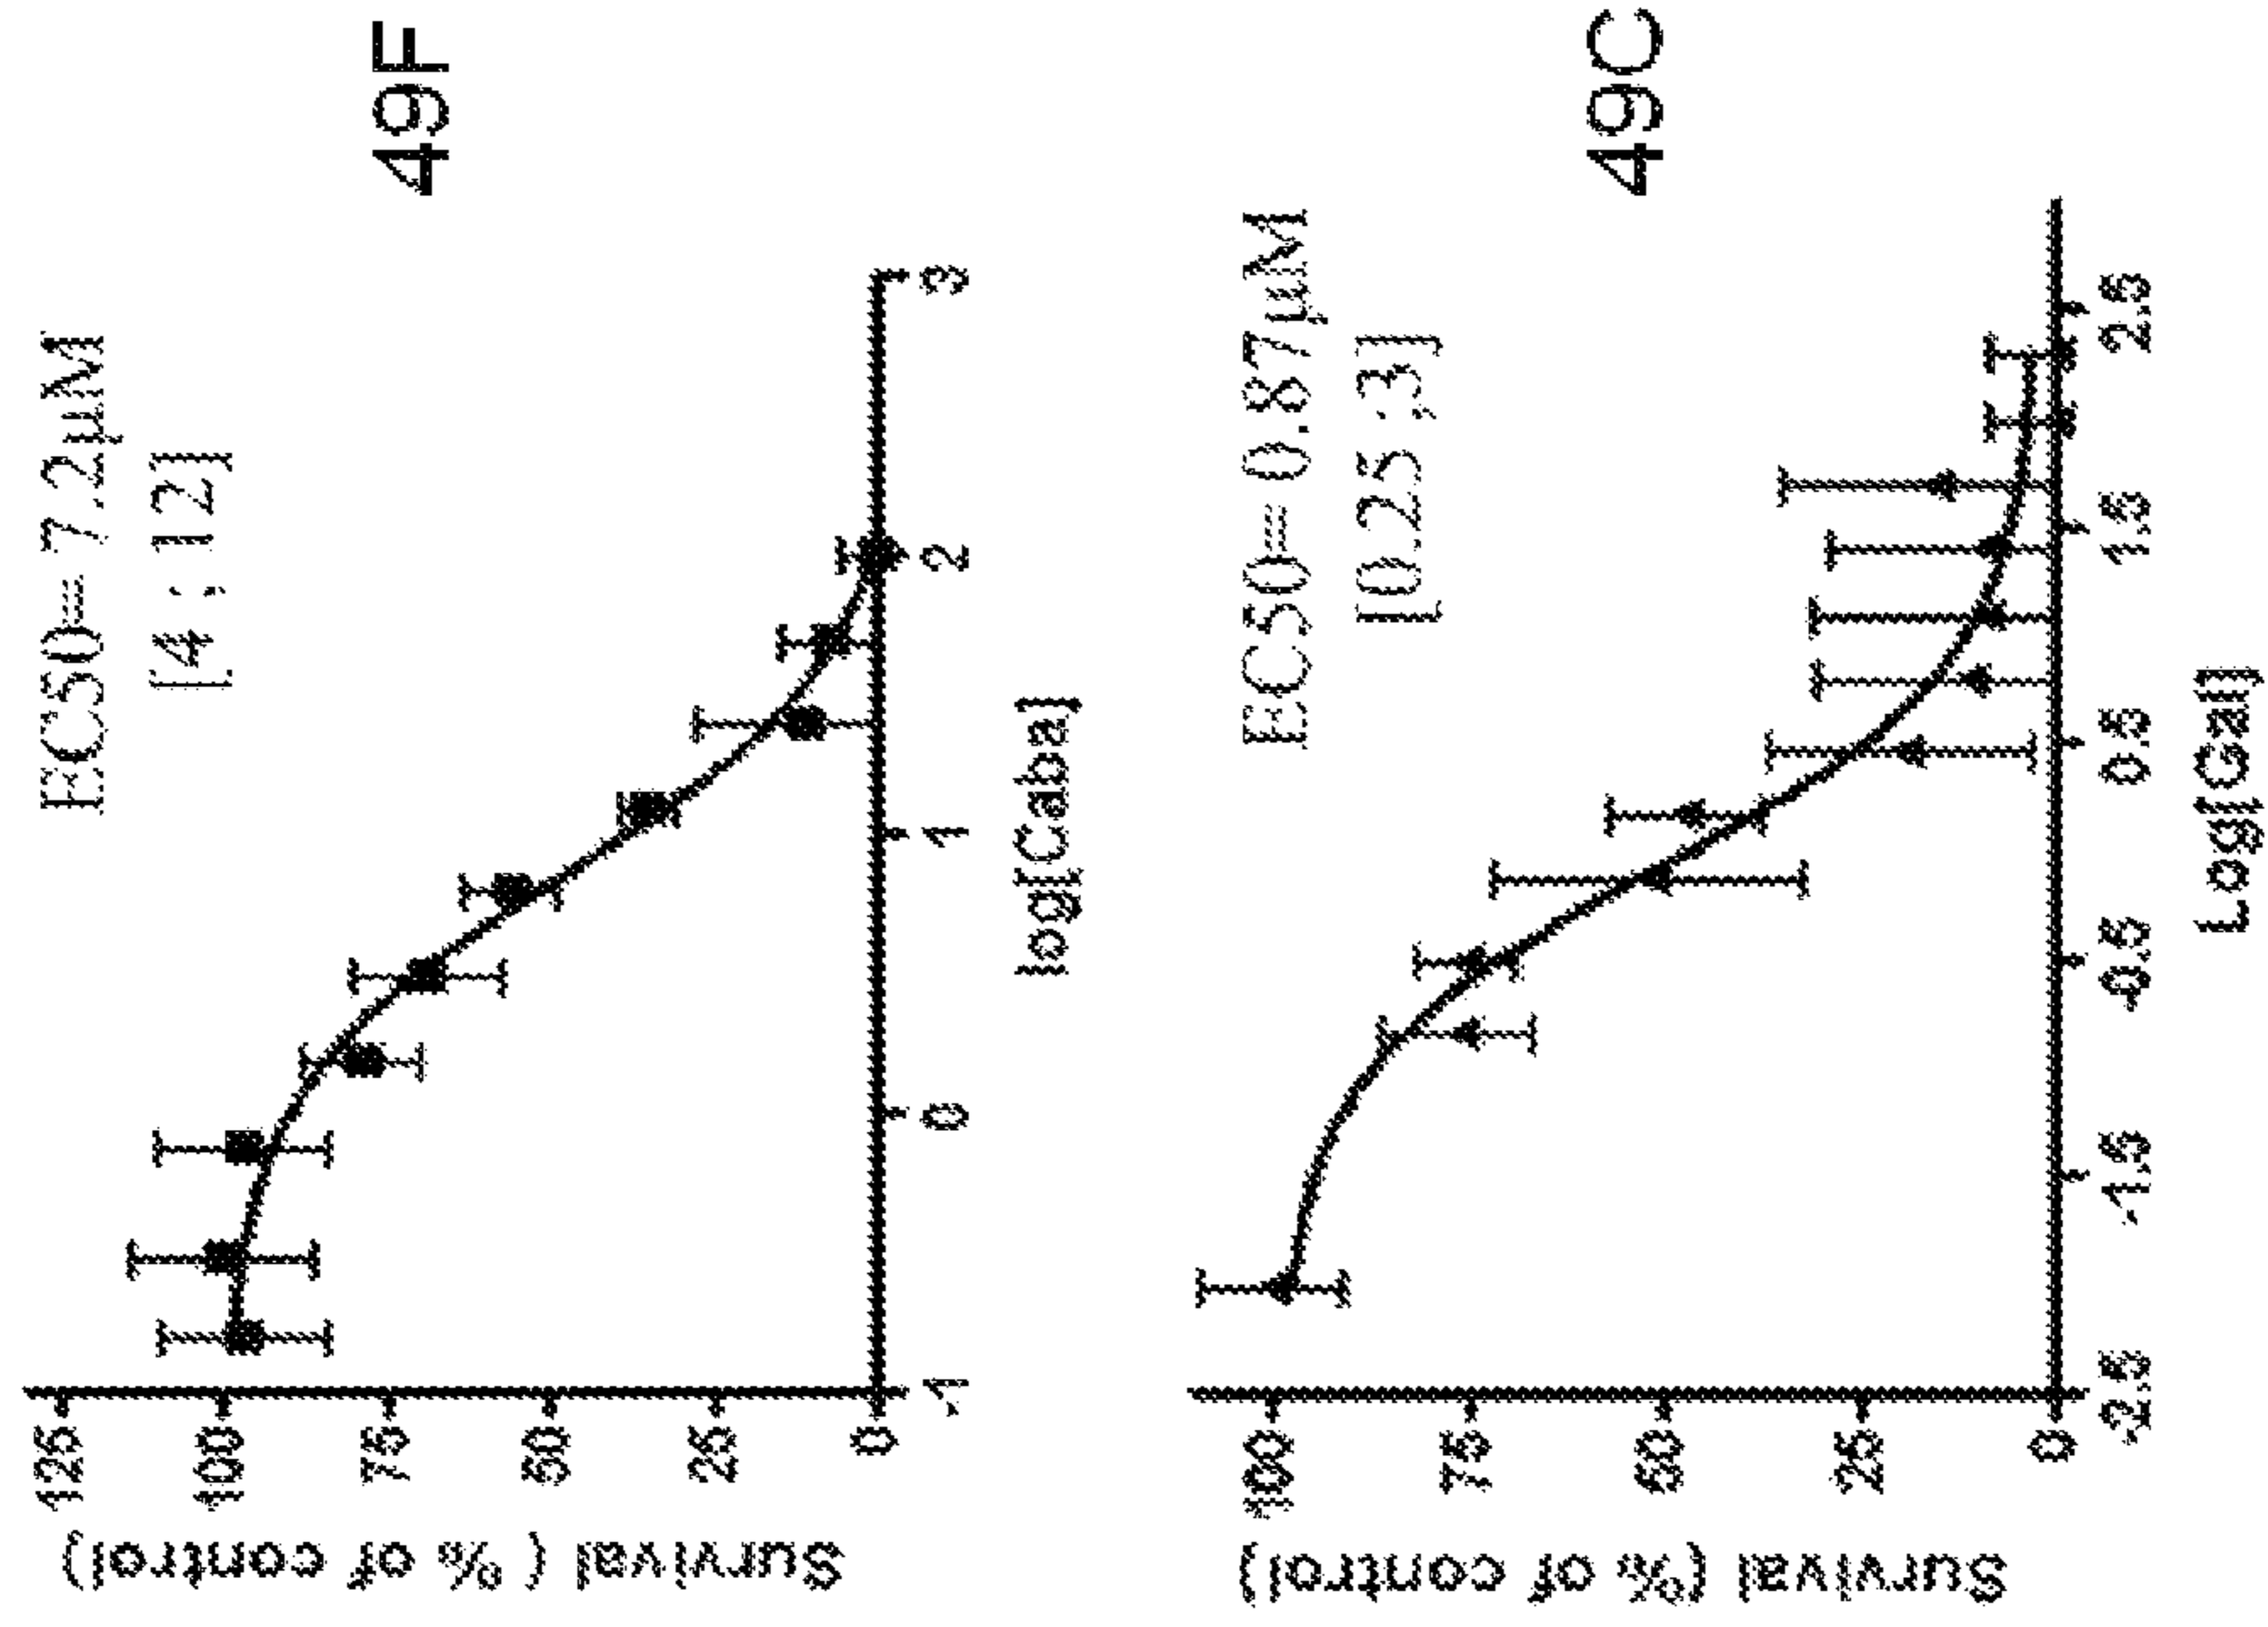 EC50= 7.2µM
[4 ; 12]
Survival ( % of control)
125
100
75
50
25
0
-1 0 1 2 3
log[Caba]
49F
EC50= 0.87µM
[0.25 ;3]
Survival (% of control)
100
75
50
25
0
-2.5 -1.5 -0.5 0.5 1.5 2.5
Log[Gal]
49C